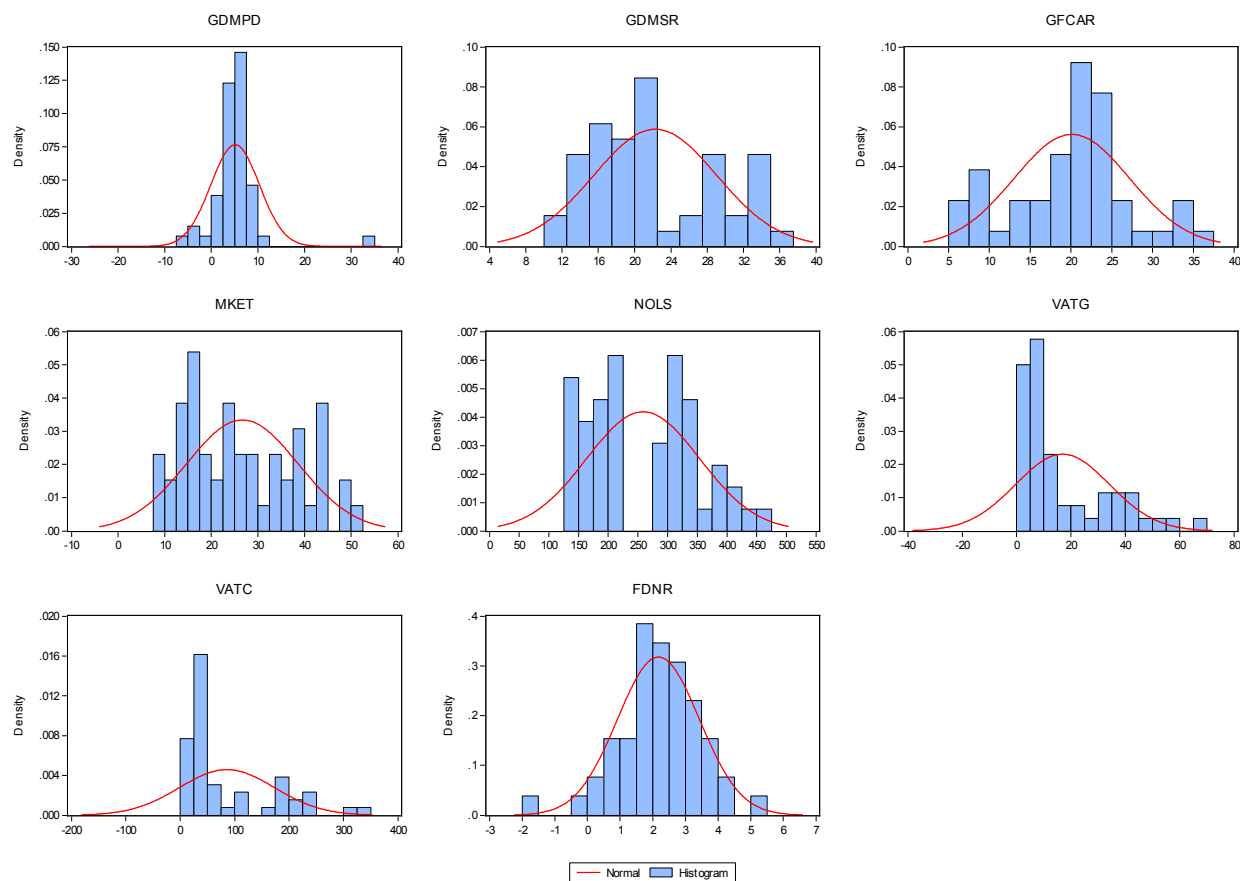 GDMPD
GDMSR
GFCAR
.150
.125
.100
.075
.050
.025
.000
Density
-30 -20 -10 0 10 20 30 40
.10
.08
.06
.04
.02
.00
Density
4 8 12 16 20 24 28 32 36 40
.10
.08
.06
.04
.02
.00
Density
0 5 10 15 20 25 30 35 40
MKET
NOLS
VATG
.06
.05
.04
.03
.02
.01
.00
Density
-10 0 10 20 30 40 50 60
.007
.006
.005
.004
.003
.002
.001
.000
Density
0 50 100 150 200 250 300 350 400 450 500 550
.06
.05
.04
.03
.02
.01
.00
Density
-40 -20 0 20 40 60 80
VATC
FDNR
.020
.016
.012
.008
.004
.000
Density
-200 -100 0 100 200 300 400
.4
.3
.2
.1
.0
Density
-3 -2 -1 0 1 2 3 4 5 6 7
Normal Histogram